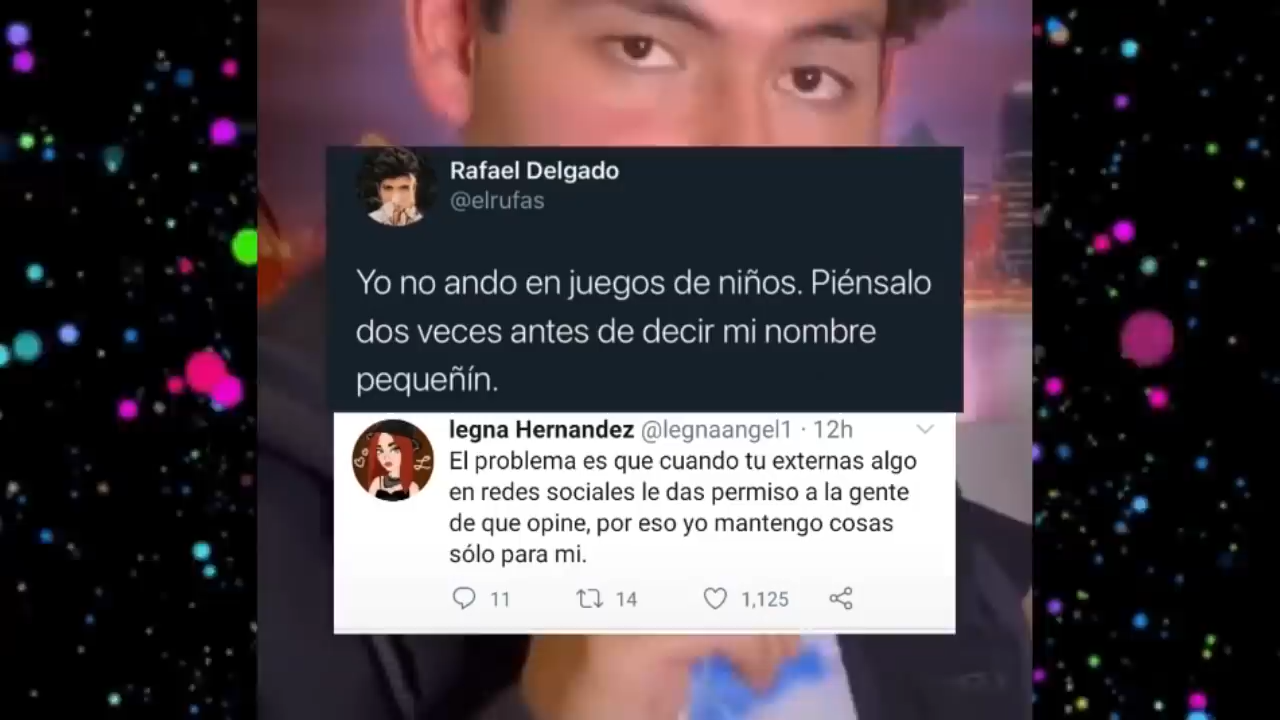 Rafael Delgado
@elrufas
Yo no ando en juegos de niños. Piénsalo
dos veces antes de decir mi nombre
pequeñín.
legna Hernandez @legnaangel1 · 12h
El problema es que cuando tu externas algo
en redes sociales le das permiso a la gente
de que opine, por eso yo mantengo cosas
sólo para mi.
11 14 1,125